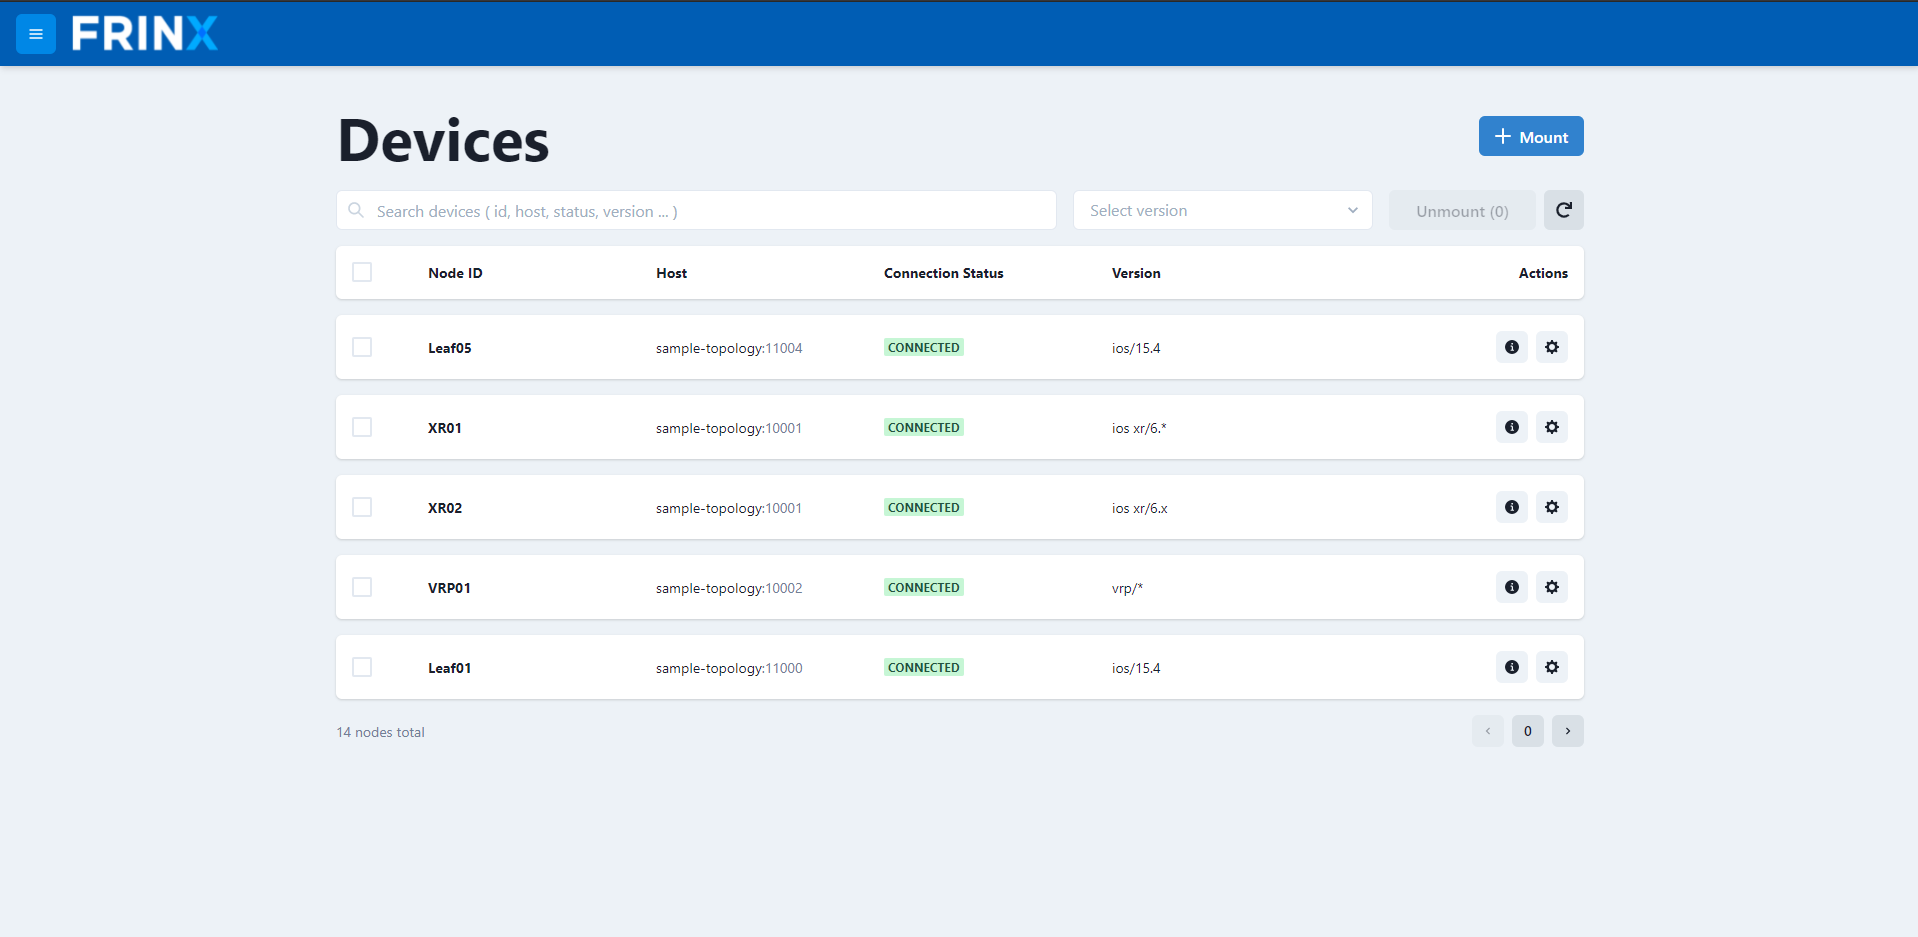 FRINX
Devices
Mount
Search devices ( id, host, status, version ... )
Select version
Unmount (0)
Node ID Host Connection Status Version Actions
Leaf05 sample-topology:11004 CONNECTED ios/15.4
XR01 sample-topology:10001 CONNECTED ios xr/6.*
XR02 sample-topology:10001 CONNECTED ios xr/6.x
VRP01 sample-topology:10002 CONNECTED vrp/*
Leaf01 sample-topology:11000 CONNECTED ios/15.4
14 nodes total
0